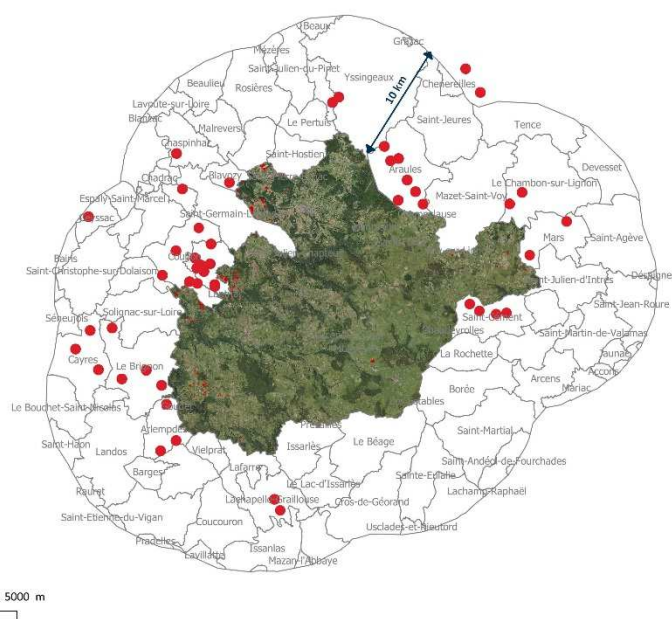 Beaux
Grazac
Mézères
Saint-Julien-du-Pinet
Yssingeaux
Beaulieu
Rosières
10 km
Chenereilles
Lavoute-sur-Loire
Blanzac
Le Pertuis
Saint-Jeures
Malrevers
Tence
Chaspinhac
Saint-Hostien
Blavozy
Araules
Devesset
Chadrac
Le Chambon-sur-Lignon
Espaly-Saint-Marcel
Mazet-Saint-Voy
Saint-Germain-L
Mars
Saint-Agève
Bains
Saint-Christophe-sur-Dolaison
Saint-Julien-d'Intres
Solignac-sur-Loire
Saint-Jean-Roure
Séneujols
Saint-Clément
Saint-Martin-de-Valamas
Cayres
La Rochette
Jaunac
Le Brignon
Accons
Arcens
Borée
Mariac
Le Bouchet-Saint-Nicolas
Arlempdes
Présailles
Saint-Martial
Saint-Haon
Landos
Vielprat
Issarlès
Le Béage
Barges
Lafarre
Saint-Andéol-de-Fourchades
Rauret
Le Lac-d'Issarlès
Sainte-Eulalie
Lachamp-Raphaël
Lachapelle-Graillouse
Cros-de-Géorand
Saint-Etienne-du-Vigan
Coucouron
Usclades-et-Rieutord
Pradelles
Issanlas
Lavillatte
Mazan-l'Abbaye
5000 m